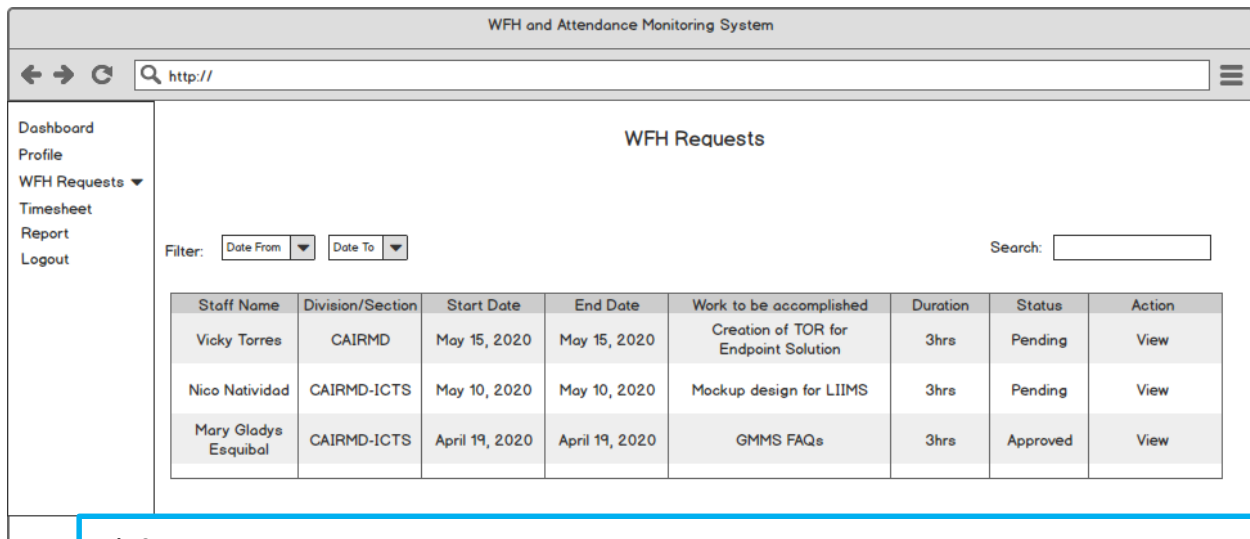 WFH and Attendance Monitoring System
http://
Dashboard
Profile
WFH Requests
Timesheet
Report
Logout
WFH Requests
Filter: Date From Date To Search:
Staff Name Division/Section Start Date End Date Work to be accomplished Duration Status Action
Vicky Torres CAIRMD May 15, 2020 May 15, 2020 Creation of TOR for Endpoint Solution 3hrs Pending View
Nico Natividad CAIRMD-ICTS May 10, 2020 May 10, 2020 Mockup design for LIIMS 3hrs Pending View
Mary Gladys Esquibal CAIRMD-ICTS April 19, 2020 April 19, 2020 GMMS FAQs 3hrs Approved View